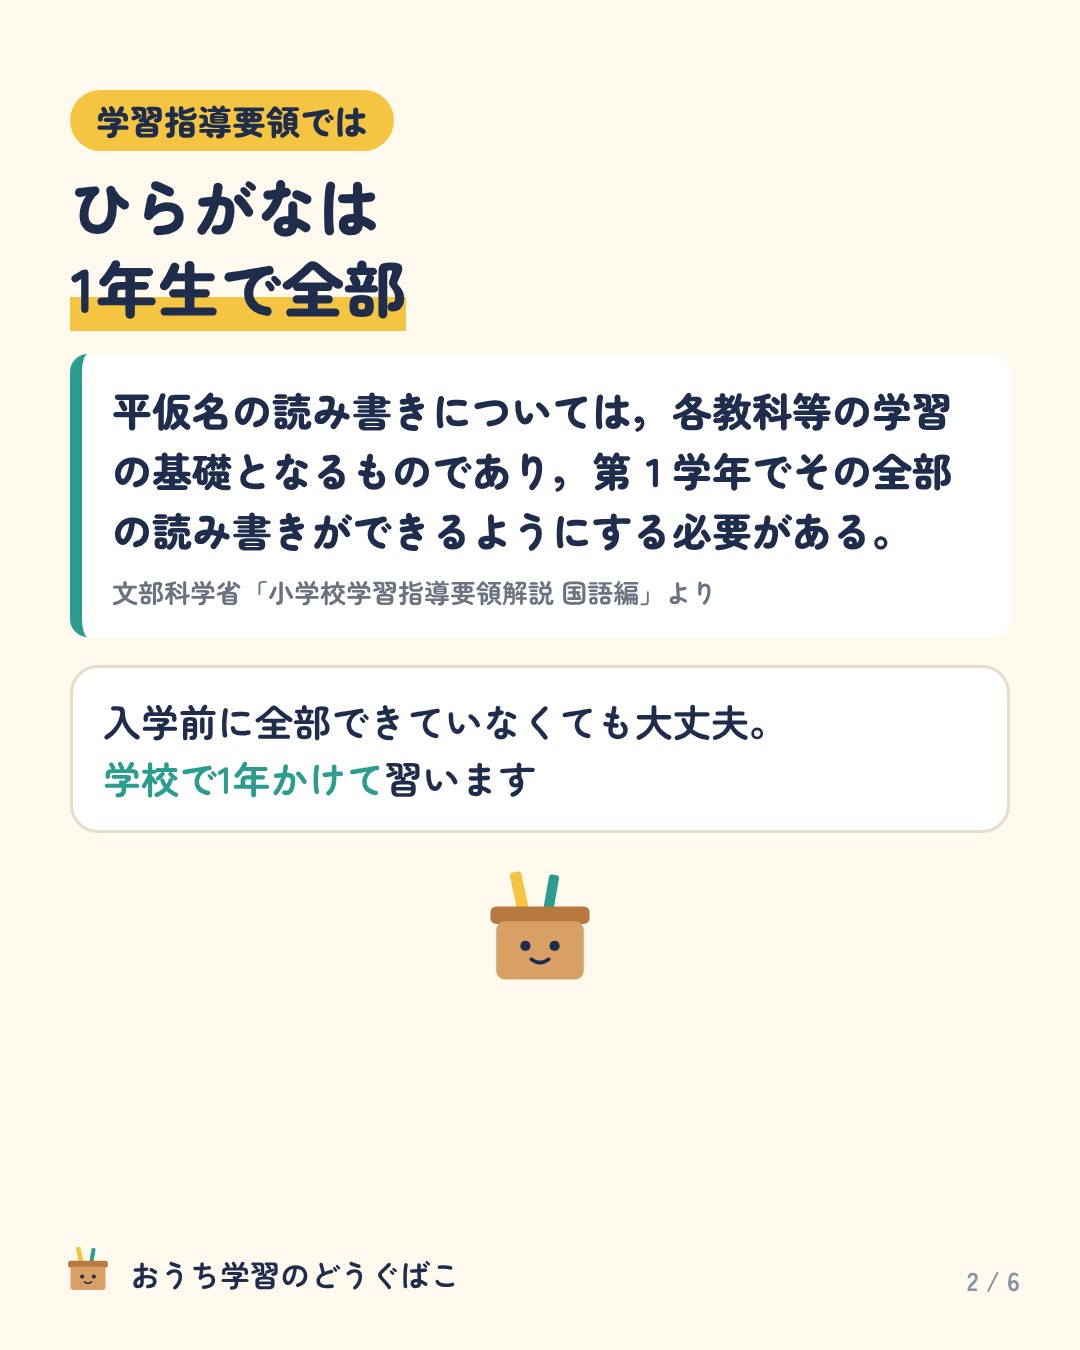 学習指導要領では
ひらがなは
1年生で全部
平仮名の読み書きについては，各教科等の学習
の基礎となるものであり，第１学年でその全部
の読み書きができるようにする必要がある。
文部科学省「小学校学習指導要領解説 国語編」より
入学前に全部できていなくても大丈夫。
学校で1年かけて習います
おうち学習のどうぐばこ
2 / 6